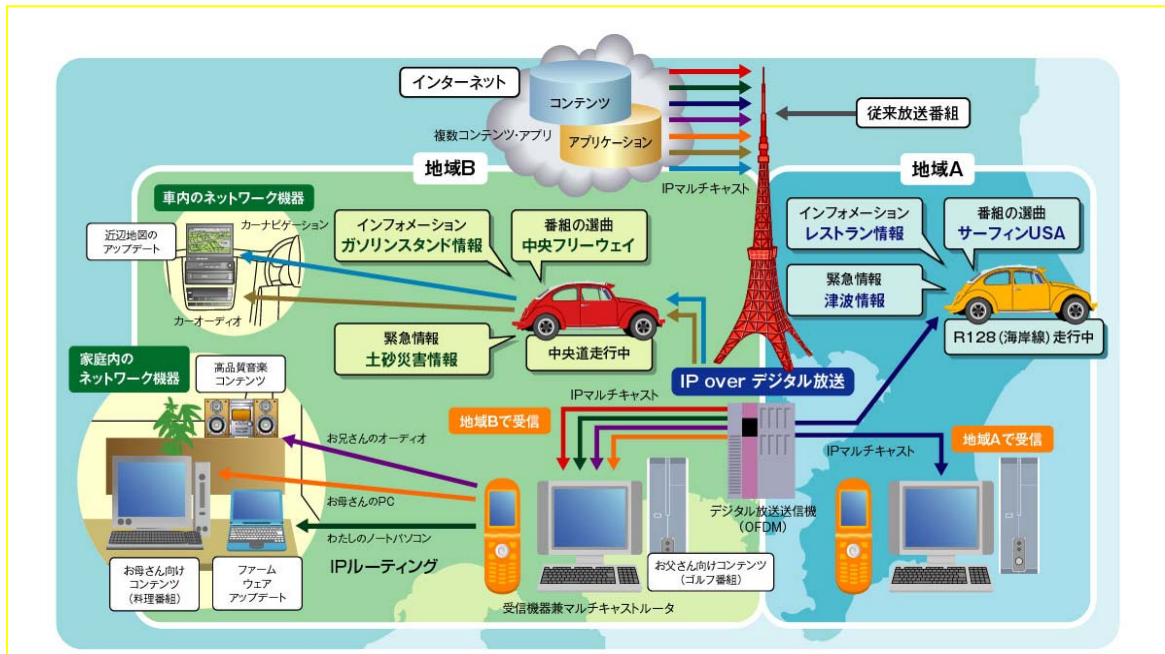 インターネット
コンテンツ
アプリケーション
複数コンテンツ・アプリ
IPマルチキャスト
従来放送番組
地域B
地域A
車内のネットワーク機器
近辺地図の
アップデート
カーナビゲーション
カーオーディオ
インフォメーション
ガソリンスタンド情報
番組の選曲
中央フリーウェイ
緊急情報
土砂災害情報
中央道走行中
インフォメーション
レストラン情報
番組の選曲
サーフィンUSA
緊急情報
津波情報
R128(海岸線)走行中
IP over デジタル放送
家庭内の
ネットワーク機器
高品質音楽
コンテンツ
IPマルチキャスト
地域Bで受信
お兄さんのオーディオ
お母さんのPC
わたしのノートパソコン
IPルーティング
お母さん向け
コンテンツ
(料理番組)
ファーム
ウェア
アップデート
お父さん向けコンテンツ
(ゴルフ番組)
受信機器兼マルチキャストルータ
デジタル放送送信機
(OFDM)
IPマルチキャスト
地域Aで受信